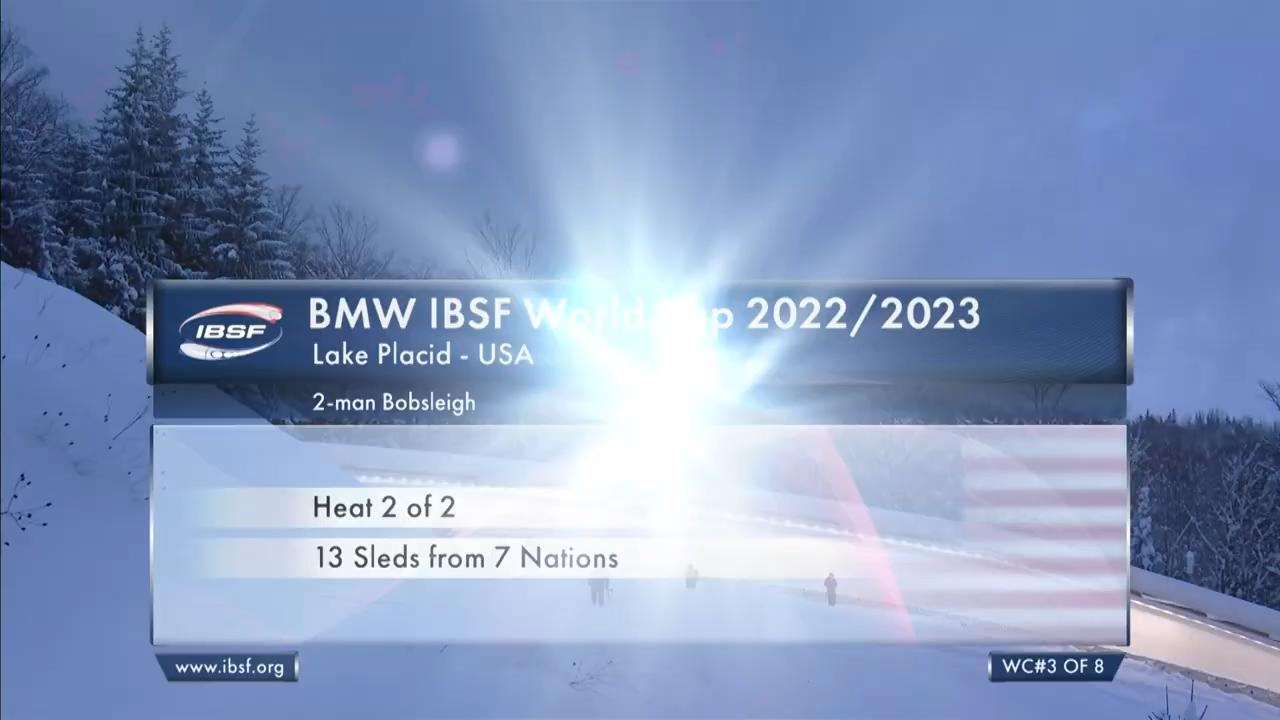 IBSF
BMW IBSF World Cup 2022/2023
Lake Placid - USA
2-man Bobsleigh
Heat 2 of 2
13 Sleds from 7 Nations
www.ibsf.org
WC#3 OF 8